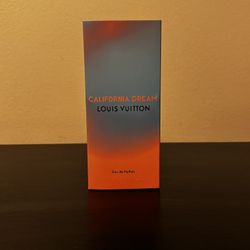 CALIFORNIA DREAM
LOUIS VUITTON
Eau de Parfum